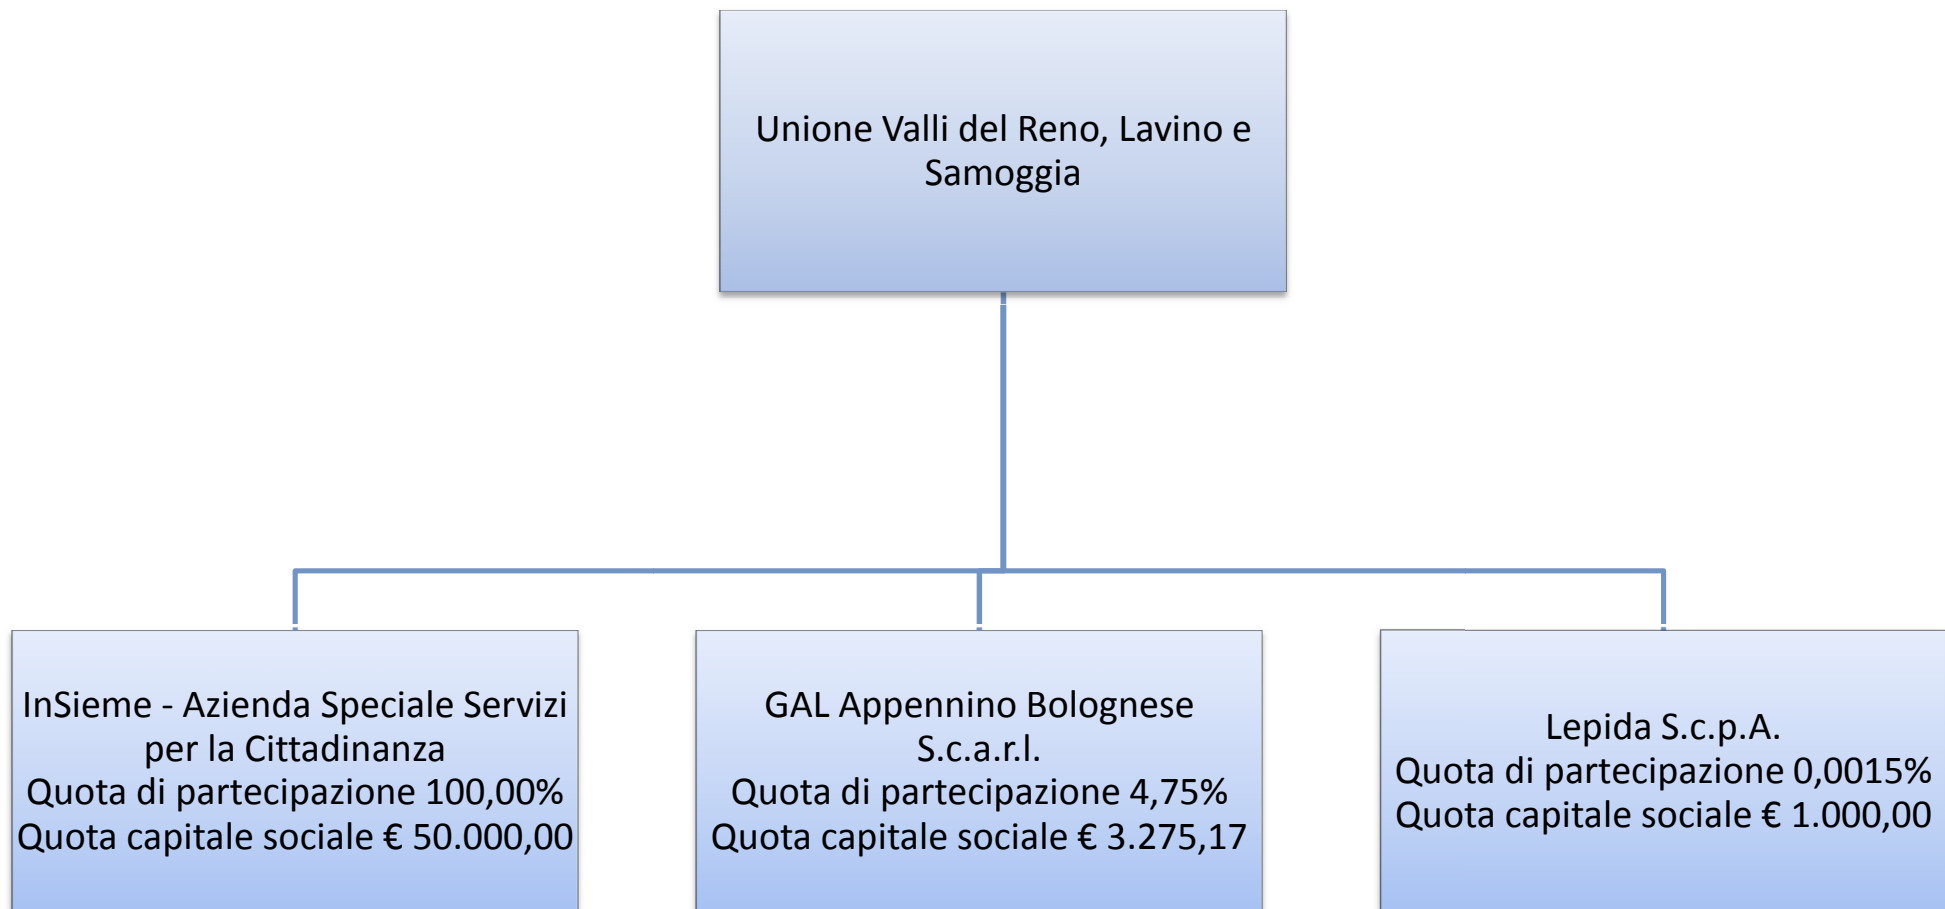 Unione Valli del Reno, Lavino e
Samoggia
InSieme - Azienda Speciale Servizi
per la Cittadinanza
Quota di partecipazione 100,00%
Quota capitale sociale € 50.000,00
GAL Appennino Bolognese
S.c.a.r.l.
Quota di partecipazione 4,75%
Quota capitale sociale € 3.275,17
Lepida S.c.p.A.
Quota di partecipazione 0,0015%
Quota capitale sociale € 1.000,00